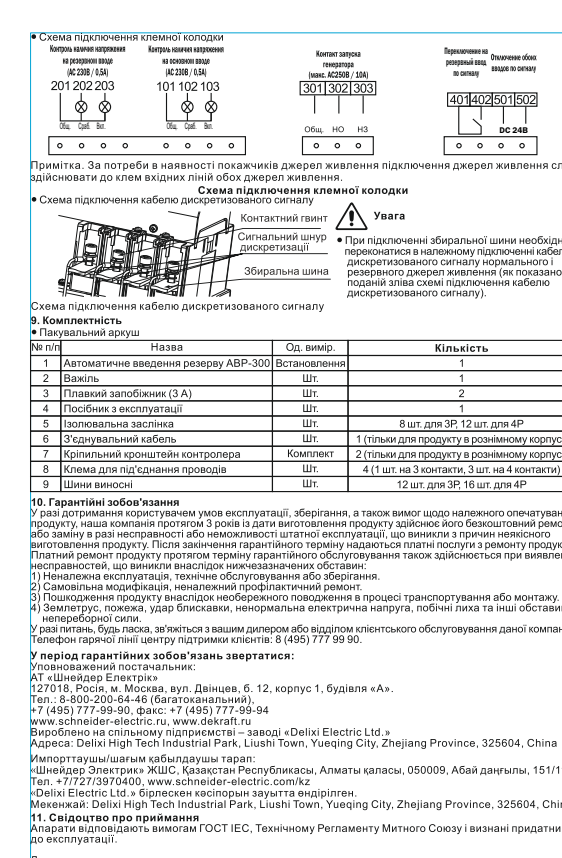 ● Схема підключення клемної колодки
Контроль наличия напряжения на резервном вводе (AC 230В / 0,5А)
201 202 203
Общ. Сраб. Вкл.
Контроль наличия напряжения на основном вводе (AC 230В / 0,5А)
101 102 103
Общ. Сраб. Вкл.
Контакт запуска генератора (макс. AC250В / 10А)
301 302 303
Общ. НО НЗ
Переключение на резервный ввод по сигналу
Отключение обоих вводов по сигналу
401 402 501 502
DC 24В
Примітка. За потреби в наявності покажчиків джерел живлення підключення джерел живлення сл
здійснювати до клем вхідних ліній обох джерел живлення.
Схема підключення клемної колодки
● Схема підключення кабелю дискретизованого сигналу
Контактний гвинт
Сигнальний шнур дискретизації
Збиральна шина
Увага
● При підключенні збиральної шини необхідн
переконатися в належному підключенні кабел
дискретизованого сигналу нормального і
резервного джерел живлення (як показано
поданій зліва схемі підключення кабелю
дискретизованого сигналу).
Схема підключення кабелю дискретизованого сигналу
9. Комплектність
● Пакувальний аркуш
№ п/п Назва Од. вимір. Кількість
1 Автоматичне введення резерву АВР-300 Встановлення 1
2 Важіль Шт. 1
3 Плавкий запобіжник (3 А) Шт. 2
4 Посібник з експлуатації Шт. 1
5 Ізолювальна заслінка Шт. 8 шт. для 3Р, 12 шт. для 4Р
6 З'єднувальний кабель Шт. 1 (тільки для продукту в рознімному корпус
7 Кріпильний кронштейн контролера Комплект 2 (тільки для продукту в рознімному корпус
8 Клема для під'єднання проводів Шт. 4 (1 шт. на 3 контакти, 3 шт. на 4 контакти)
9 Шини виносні Шт. 12 шт. для 3Р, 16 шт. для 4Р
10. Гарантійні зобов'язання
У разі дотримання користувачем умов експлуатації, зберігання, а також вимог щодо належного опечатуван
продукту, наша компанія протягом 3 років із дати виготовлення продукту здійснює його безкоштовний ремо
або заміну в разі несправності або неможливості штатної експлуатації, що виникли з причин неякісного
виготовлення продукту. Після закінчення гарантійного терміну надаються платні послуги з ремонту продук
Платний ремонт продукту протягом терміну гарантійного обслуговування також здійснюється при виявлен
несправностей, що виникли внаслідок нижчезазначених обставин:
1) Неналежна експлуатація, технічне обслуговування або зберігання.
2) Самовільна модифікація, неналежний профілактичний ремонт.
3) Пошкодження продукту внаслідок необережного поводження в процесі транспортування або монтажу.
4) Землетрус, пожежа, удар блискавки, ненормальна електрична напруга, побічні лиха та інші обстави
непереборної сили.
У разі питань, будь ласка, зв'яжіться з вашим дилером або відділом клієнтського обслуговування даної компан
Телефон гарячої лінії центру підтримки клієнтів: 8 (495) 777 99 90.
У період гарантійних зобов'язань звертатися:
Уповноважений постачальник:
АТ «Шнейдер Електрік»
127018, Росія, м. Москва, вул. Двінцев, б. 12, корпус 1, будівля «А».
Тел.: 8-800-200-64-46 (багатоканальний),
+7 (495) 777-99-90, факс: +7 (495) 777-99-94
www.schneider-electric.ru, www.dekraft.ru
Вироблено на спільному підприємстві – заводі «Delixi Electric Ltd.»
Адреса: Delixi High Tech Industrial Park, Liushi Town, Yueqing City, Zhejiang Province, 325604, China
Импорттаушы/шағым қабылдаушы тарап:
«Шнейдер Электрик» ЖШС, Қазақстан Республикасы, Алматы қаласы, 050009, Абай даңғылы, 151/1
Тел. +7/727/3970400, www.schneider-electric.com/kz
«Delixi Electric Ltd.» бірлескен кәсіпорын зауытта өндірілген.
Мекенжай: Delixi High Tech Industrial Park, Liushi Town, Yueqing City, Zhejiang Province, 325604, Chi
11. Свідоцтво про приймання
Апарати відповідають вимогам ГОСТ IEC, Технічному Регламенту Митного Союзу і визнані придатни
до експлуатації.